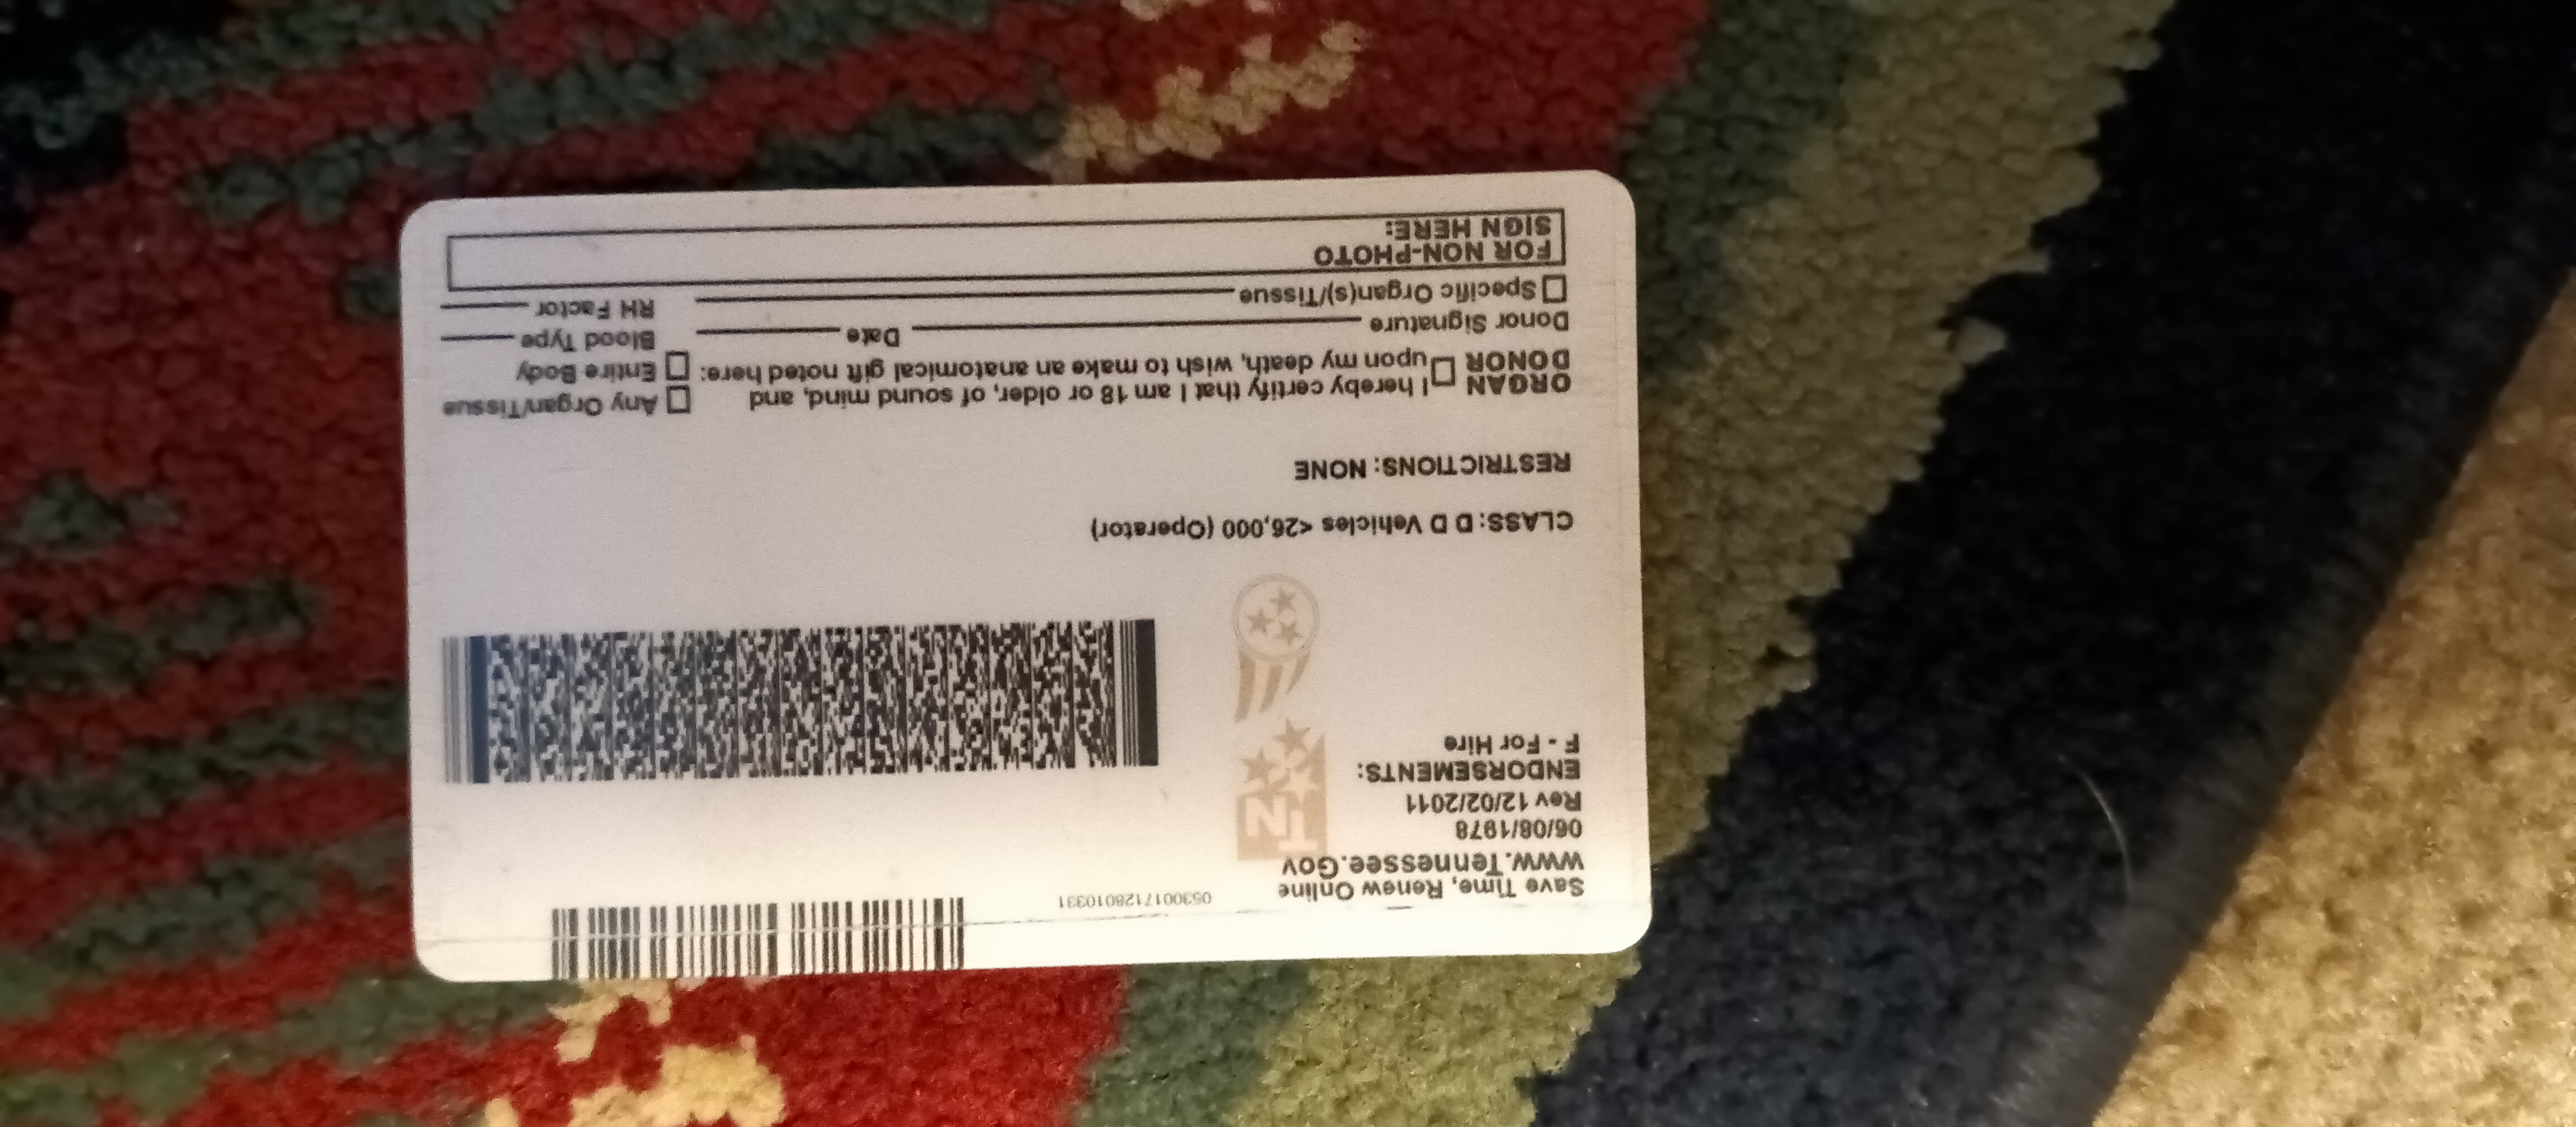 Save Time, Renew Online
www.Tennessee.Gov
06/08/1978
Rev 12/02/2011
ENDORSEMENTS:
F - For Hire
0530017128010331
TN
CLASS: D D Vehicles <26,000 (Operator)
RESTRICTIONS: NONE
ORGAN
DONOR
I hereby certify that I am 18 or older, of sound mind, and
upon my death, wish to make an anatomical gift noted here:
Any Organ/Tissue
Entire Body
Donor Signature
Date
Blood Type
Specific Organ(s)/Tissue
RH Factor
FOR NON-PHOTO
SIGN HERE: